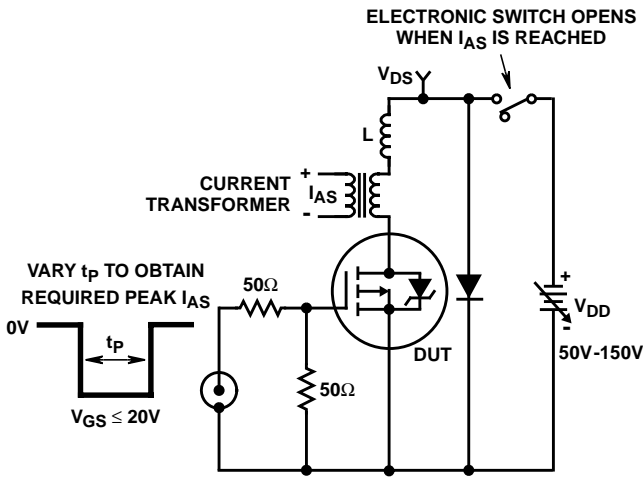 ELECTRONIC SWITCH OPENS
WHEN IAS IS REACHED
VDS
L
+
CURRENT
TRANSFORMER
IAS
-
VARY tP TO OBTAIN
REQUIRED PEAK IAS
50Ω
0V
tP
VGS ≤ 20V
50Ω
DUT
+
VDD
-
50V-150V